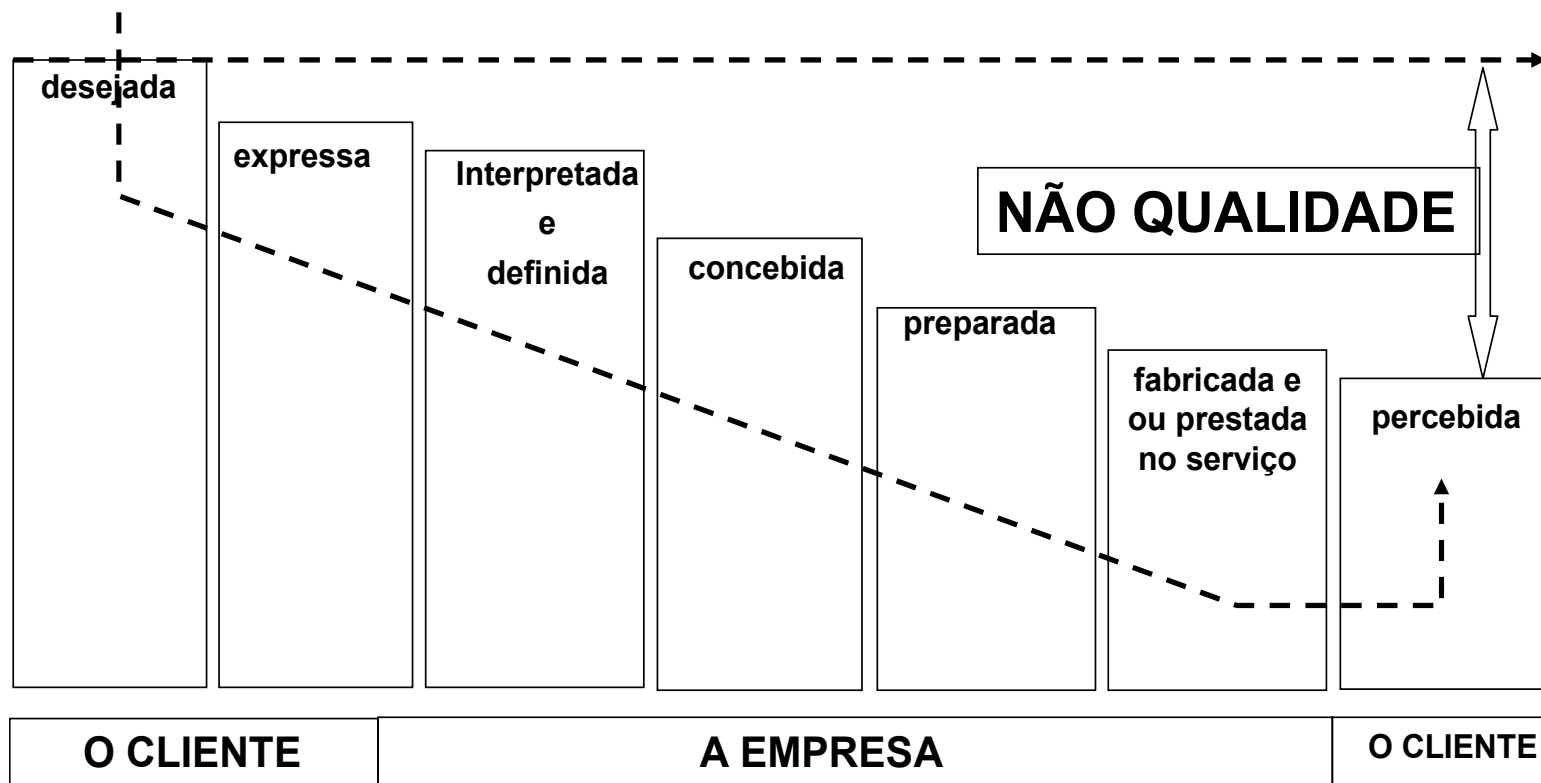 desejada
expressa
Interpretada
e
definida
concebida
preparada
fabricada e
ou prestada
no serviço
percebida
NÃO QUALIDADE
O CLIENTE
A EMPRESA
O CLIENTE